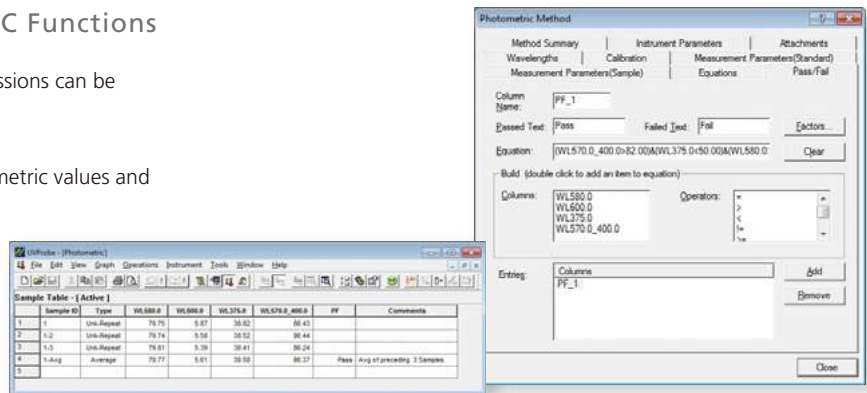 C Functions
ssions can be
metric values and
Photometric Method
Method Summary Instrument Parameters Attachments
Wavelengths Calibration Measurement Parameters(Standard)
Measurement Parameters(Sample) Equations Pass/Fail
Column Name: PF_1
Passed Text: Pass Failed Text: Fail Factors...
Equation: (WL570.0_400.0>82.00)&(WL375.0<50.00)&(WL580.0 Clear
Build (double click to add an item to equation)
Columns: Operators:
WL580.0 =
WL600.0 >
WL375.0 <
WL570.0_400.0 !=
>=
Entries: Columns Add
PF_1
Remove
Close
UVProbe - [Photometric]
File Edit View Graph Operations Instrument Tools Window Help
Sample Table - [ Active ]
Sample ID Type WL580.0 WL600.0 WL375.0 WL570.0_400.0 PF Comments
1 1 Unk-Repeat 79.75 5.87 38.82 86.43
2 1-2 Unk-Repeat 79.74 5.58 38.52 86.44
3 1-3 Unk-Repeat 79.81 5.39 38.41 86.24
4 1-Avg Average 79.77 5.61 38.58 86.37 Pass Avg of preceding 3 Samples
5